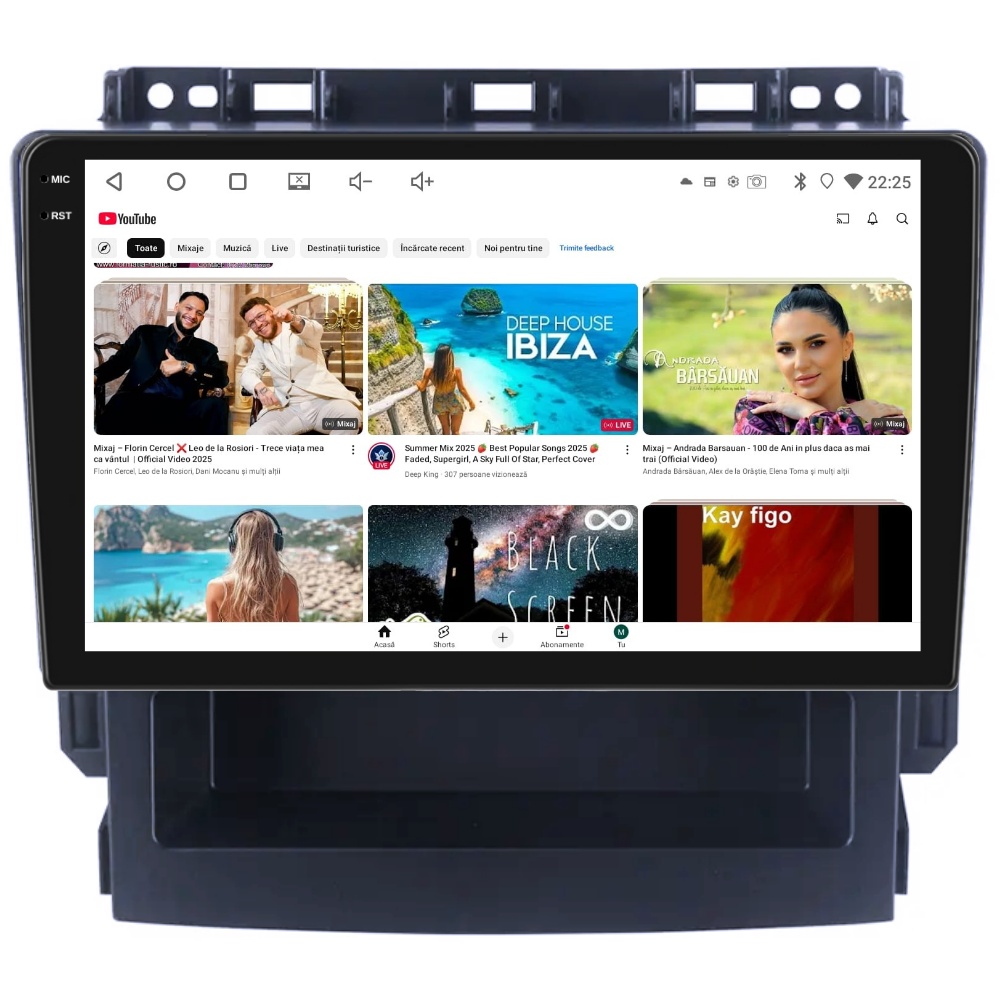 MIC
RST
22:25
YouTube
Toate
Mixaje
Muzică
Live
Destinații turistice
Încărcate recent
Noi pentru tine
Trimite feedback
Mixaj
DEEP HOUSE
IBIZA
LIVE
ANDRADA
BÂRSĂUAN
Mixaj
Mixaj – Florin Cercel ❌ Leo de la Rosiori - Trece viața mea
ca vântul | Official Video 2025
Florin Cercel, Leo de la Rosiori, Dani Mocanu și mulți alții
LIVE
Summer Mix 2025 🍓 Best Popular Songs 2025 🍓
Faded, Supergirl, A Sky Full Of Star, Perfect Cover
Deep King · 307 persoane vizionează
Mixaj – Andrada Barsauan - 100 de Ani in plus daca as mai
trai (Official Video)
Andrada Bârsăuan, Alex de la Orăștie, Elena Toma și mulți alții
BLACK
SCREEN
Kay figo
Acasă
Shorts
Abonamente
M
Tu